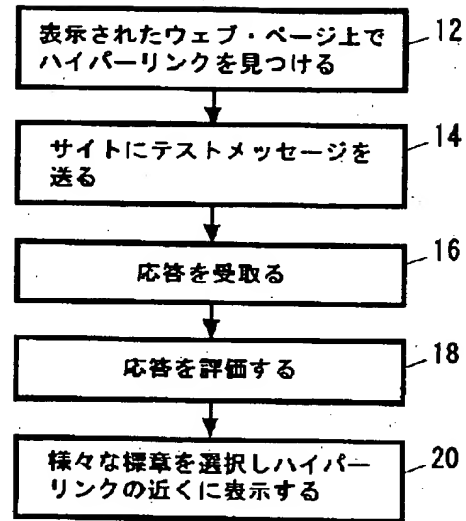 表示されたウェブ・ページ上で
ハイパーリンクを見つける
12
サイトにテストメッセージを
送る
14
応答を受取る
16
応答を評価する
18
様々な標章を選択しハイパー
リンクの近くに表示する
20